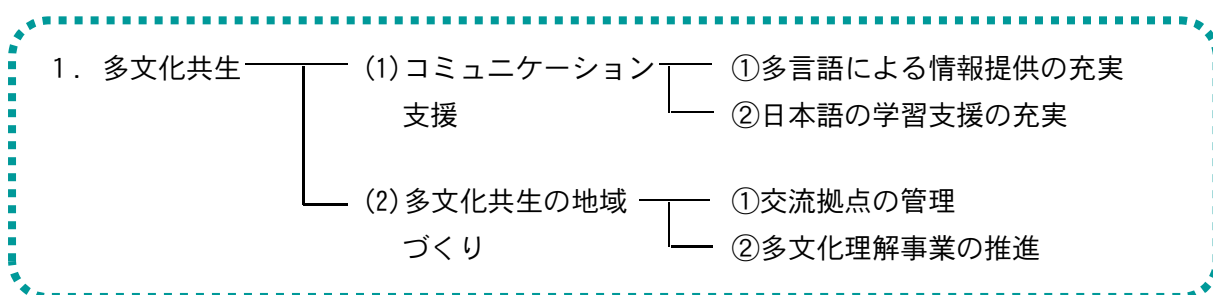 1．多文化共生 (1)コミュニケーション ①多言語による情報提供の充実
支援 ②日本語の学習支援の充実
(2)多文化共生の地域 ①交流拠点の管理
づくり ②多文化理解事業の推進